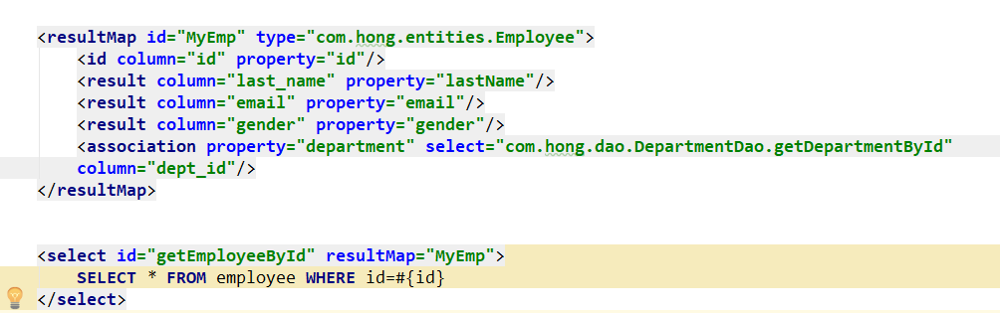 <resultMap id="MyEmp" type="com.hong.entities.Employee">
<id column="id" property="id"/>
<result column="last_name" property="lastName"/>
<result column="email" property="email"/>
<result column="gender" property="gender"/>
<association property="department" select="com.hong.dao.DepartmentDao.getDepartmentById"
column="dept_id"/>
</resultMap>
<select id="getEmployeeById" resultMap="MyEmp">
SELECT * FROM employee WHERE id=#{id}
</select>